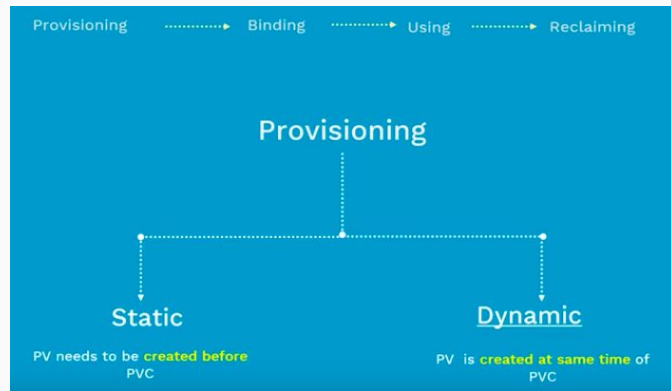 Provisioning Binding Using Reclaiming
Provisioning
Static
PV needs to be created before
PVC
Dynamic
PV is created at same time of
PVC